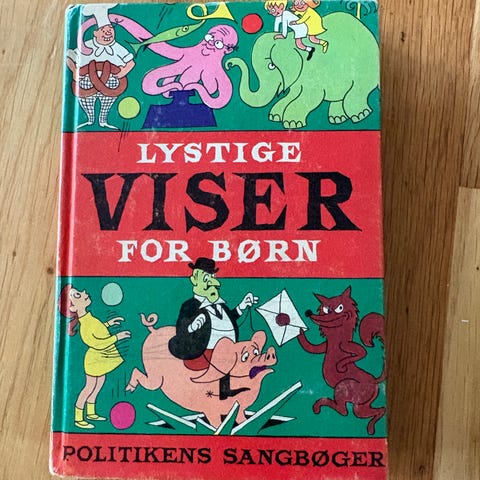 LYSTIGE
VISER
FOR BØRN
POLITIKENS SANGBØGER